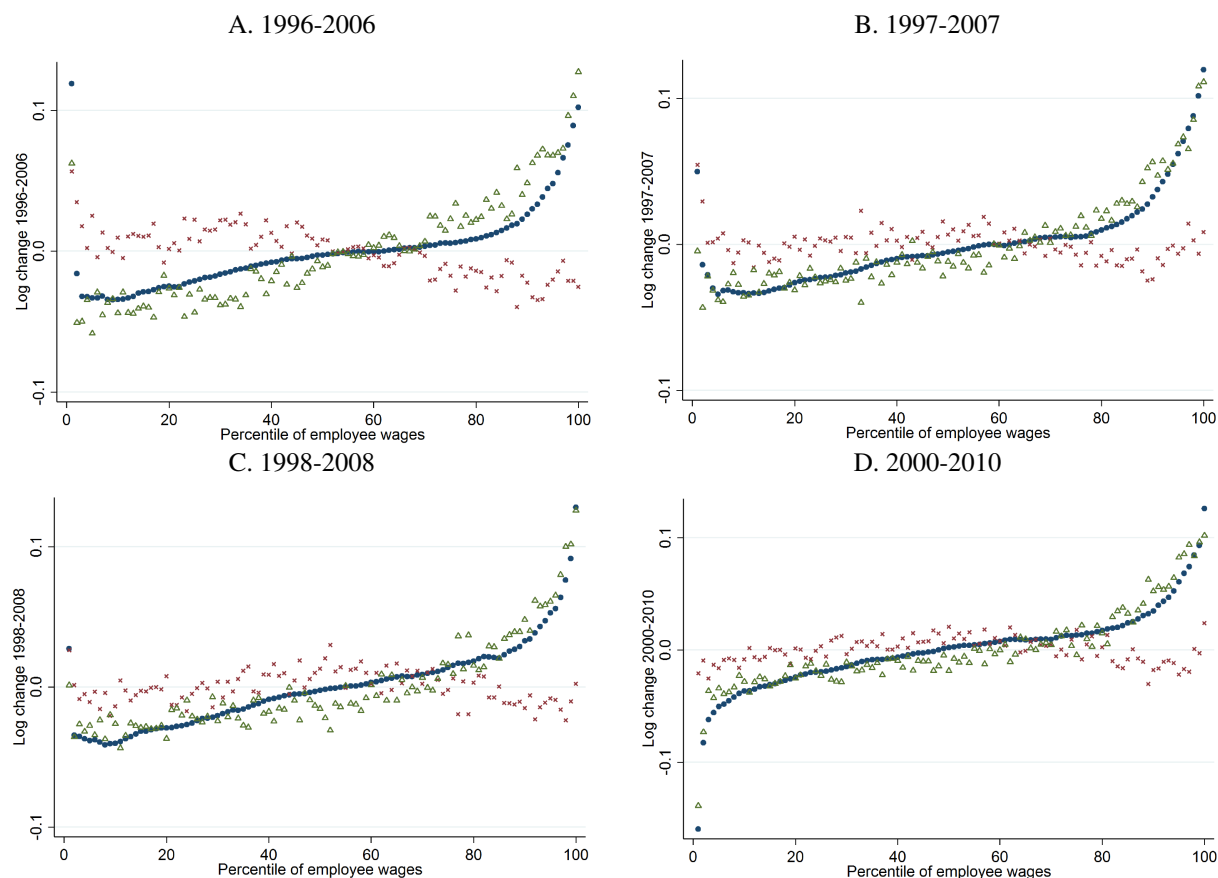 A. 1996-2006
B. 1997-2007
0.1
0.0
-0.1
Log change 1996-2006
0 20 40 60 80 100
Percentile of employee wages
0.1
0.0
-0.1
Log change 1997-2007
0 20 40 60 80 100
Percentile of employee wages
C. 1998-2008
D. 2000-2010
0.1
0.0
-0.1
Log change 1998-2008
0 20 40 60 80 100
Percentile of employee wages
0.1
0.0
-0.1
Log change 2000-2010
0 20 40 60 80 100
Percentile of employee wages